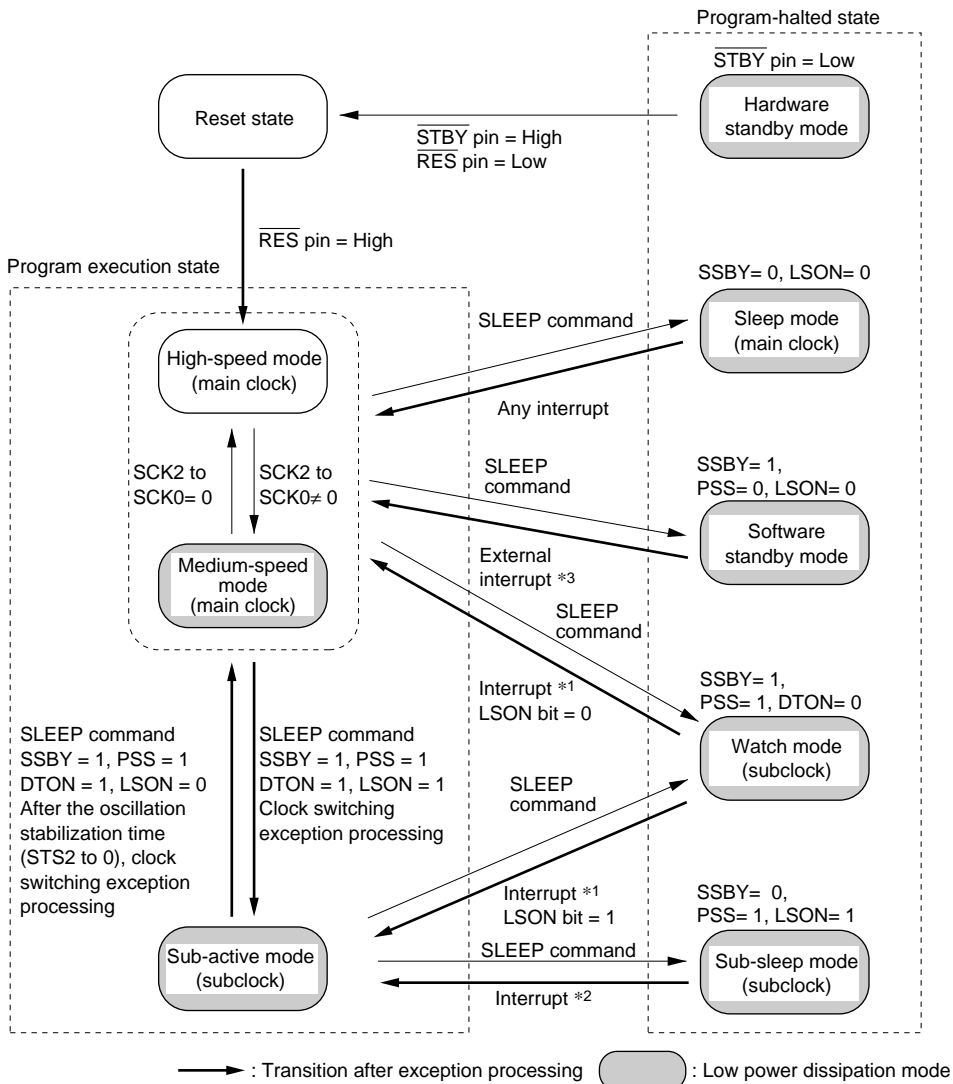 Program-halted state
STBY pin = Low
Hardware
standby mode
Reset state
STBY pin = High
RES pin = Low
RES pin = High
Program execution state
SSBY= 0, LSON= 0
Sleep mode
(main clock)
SLEEP command
High-speed mode
(main clock)
Any interrupt
SCK2 to
SCK0= 0
SCK2 to
SCK0≠ 0
SLEEP
command
SSBY= 1,
PSS= 0, LSON= 0
Software
standby mode
Medium-speed
mode
(main clock)
External
interrupt *3
SLEEP
command
Interrupt *1
LSON bit = 0
SSBY= 1,
PSS= 1, DTON= 0
Watch mode
(subclock)
SLEEP command
SSBY = 1, PSS = 1
DTON = 1, LSON = 0
After the oscillation
stabilization time
(STS2 to 0), clock
switching exception
processing
SLEEP command
SSBY = 1, PSS = 1
DTON = 1, LSON = 1
Clock switching
exception processing
SLEEP
command
Interrupt *1
LSON bit = 1
SSBY= 0,
PSS= 1, LSON= 1
Sub-active mode
(subclock)
SLEEP command
Interrupt *2
Sub-sleep mode
(subclock)
: Transition after exception processing
: Low power dissipation mode